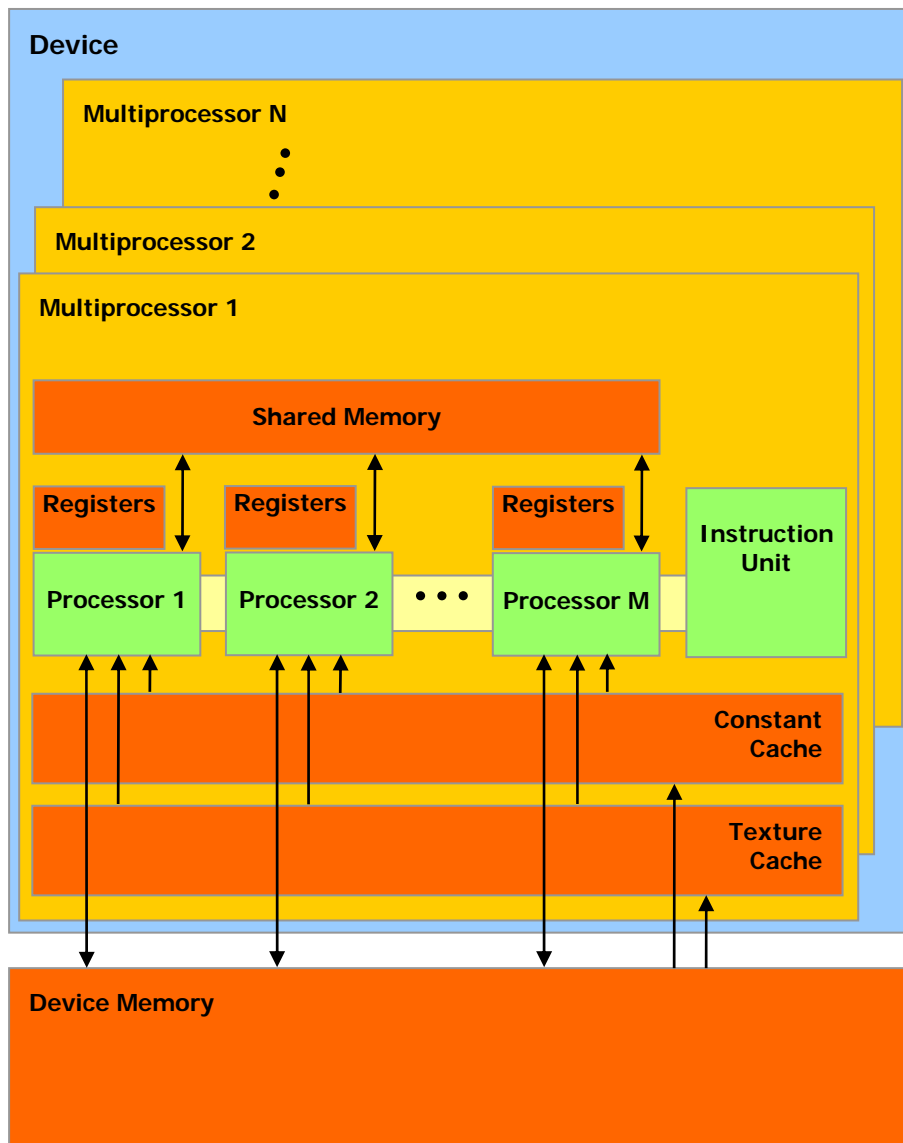 Device
Multiprocessor N
Multiprocessor 2
Multiprocessor 1
Shared Memory
Registers
Registers
Registers
Instruction
Unit
Processor 1
Processor 2
Processor M
Constant
Cache
Texture
Cache
Device Memory